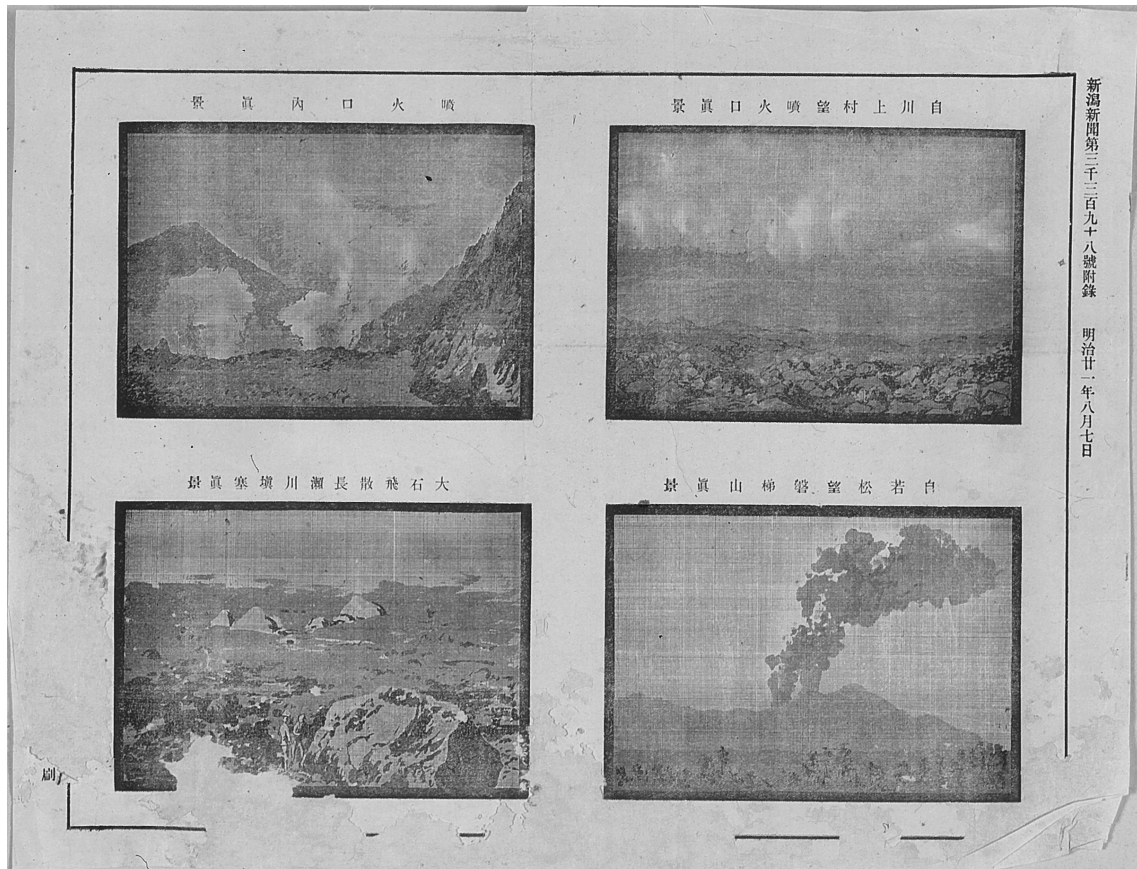 新潟新聞第三千三百九十八號附錄　明治廿一年八月七日
自川上村望噴火口眞景
噴火口內眞景
自若松望磐梯山眞景
大石飛散長瀨川塡塞眞景
刷